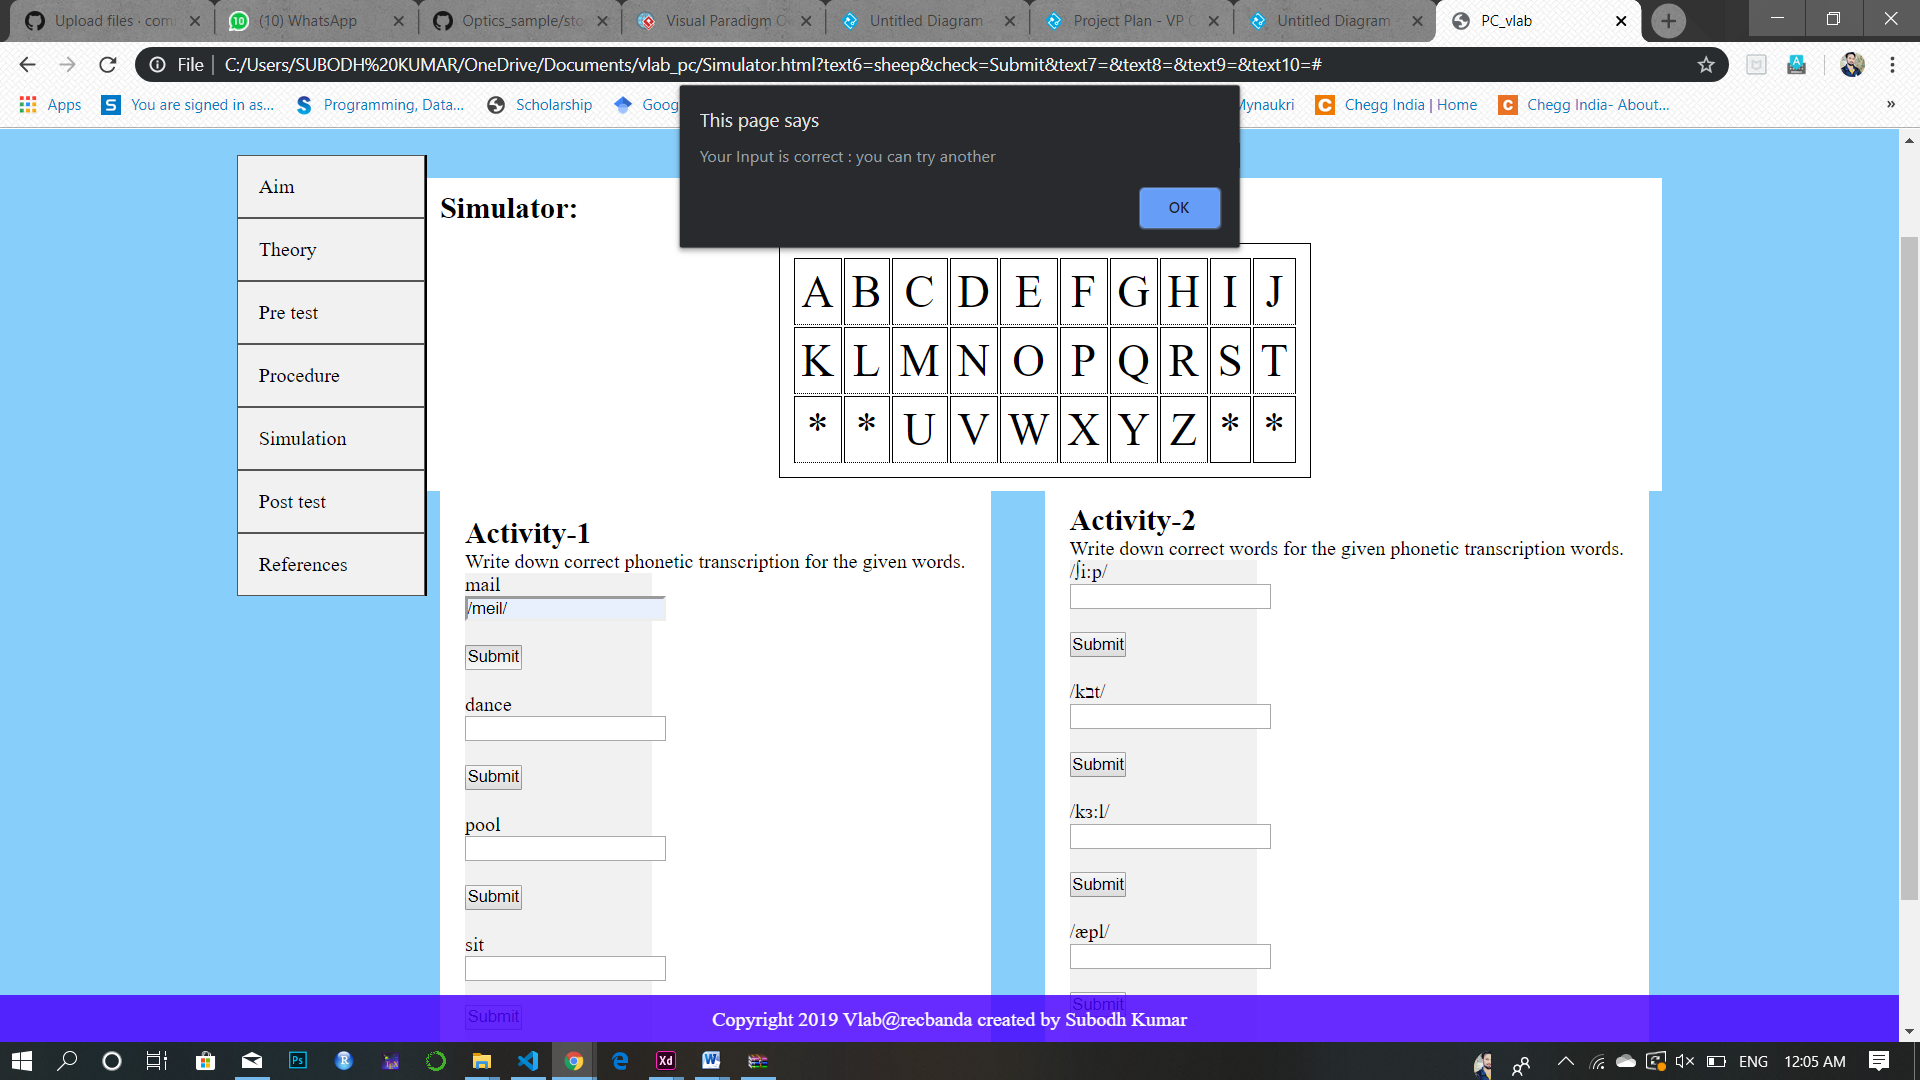 Upload files · com
(10) WhatsApp
Optics_sample/sto
Visual Paradigm O
Untitled Diagram
Project Plan - VP
Untitled Diagram
PC_vlab
File
C:/Users/SUBODH%20KUMAR/OneDrive/Documents/vlab_pc/Simulator.html?text6=sheep&check=Submit&text7=&text8=&text9=&text10=#
Apps
S
You are signed in as...
Programming, Data...
Scholarship
Goog
Mynaukri
Chegg India | Home
Chegg India- About...
»
This page says
Your Input is correct : you can try another
OK
Aim
Theory
Pre test
Procedure
Simulation
Post test
References
Simulator:
A B C D E F G H I J
K L M N O P Q R S T
* * U V W X Y Z * *
Activity-1
Write down correct phonetic transcription for the given words.
mail
/meil/
Submit
dance
Submit
pool
Submit
sit
Submit
Activity-2
Write down correct words for the given phonetic transcription words.
/ʃi:p/
Submit
/kכt/
Submit
/kɜ:l/
Submit
/æpl/
Submit
Copyright 2019 Vlab@recbanda created by Subodh Kumar
Ps
R
Xd
W
ENG
12:05 AM